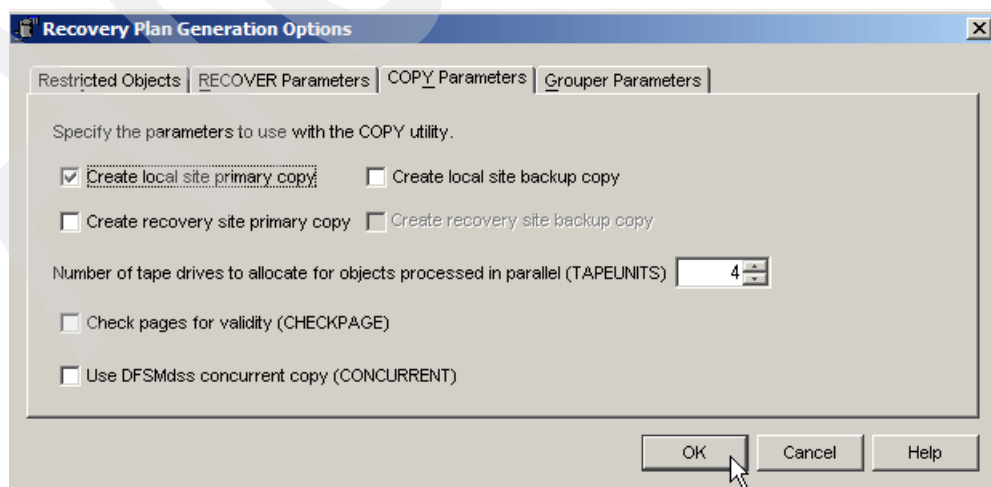 Recovery Plan Generation Options
Restricted Objects RECOVER Parameters COPY Parameters Grouper Parameters
Specify the parameters to use with the COPY utility.
Create local site primary copy Create local site backup copy
Create recovery site primary copy Create recovery site backup copy
Number of tape drives to allocate for objects processed in parallel (TAPEUNITS) 4
Check pages for validity (CHECKPAGE)
Use DFSMdss concurrent copy (CONCURRENT)
OK Cancel Help